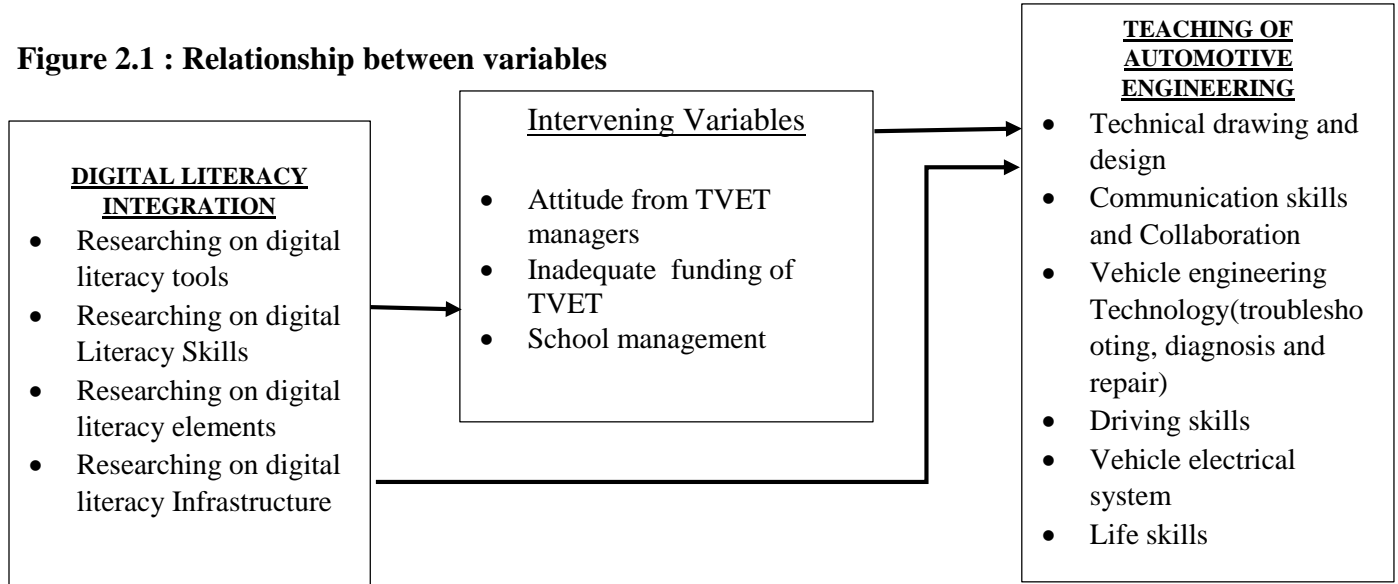 Figure 2.1 : Relationship between variables
DIGITAL LITERACY
INTEGRATION
• Researching on digital
literacy tools
• Researching on digital
Literacy Skills
• Researching on digital
literacy elements
• Researching on digital
literacy Infrastructure
Intervening Variables
• Attitude from TVET
managers
• Inadequate funding of
TVET
• School management
TEACHING OF
AUTOMOTIVE
ENGINEERING
• Technical drawing and
design
• Communication skills
and Collaboration
• Vehicle engineering
Technology(troublesho
oting, diagnosis and
repair)
• Driving skills
• Vehicle electrical
system
• Life skills